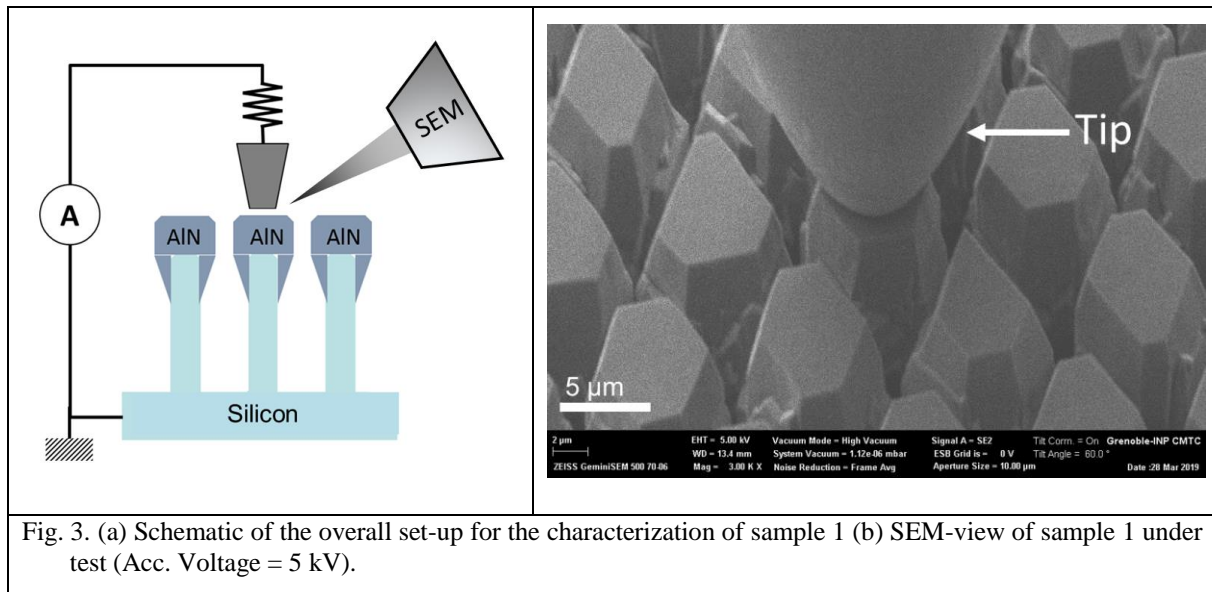 SEM
A
AlN AlN AlN
Silicon
Tip
5 µm
2 µm EHT = 5.00 kV Vacuum Mode = High Vacuum Signal A = SE2 Tilt Corrn. = On Grenoble-INP CMTC
WD = 13.4 mm System Vacuum = 1.12e-06 mbar ESB Grid is = 0 V Tilt Angle = 60.0 °
ZEISS GeminiSEM 500 70-06 Mag = 3.00 K X Noise Reduction = Frame Avg Aperture Size = 10.00 µm Date :28 Mar 2019
Fig. 3. (a) Schematic of the overall set-up for the characterization of sample 1 (b) SEM-view of sample 1 under
test (Acc. Voltage = 5 kV).